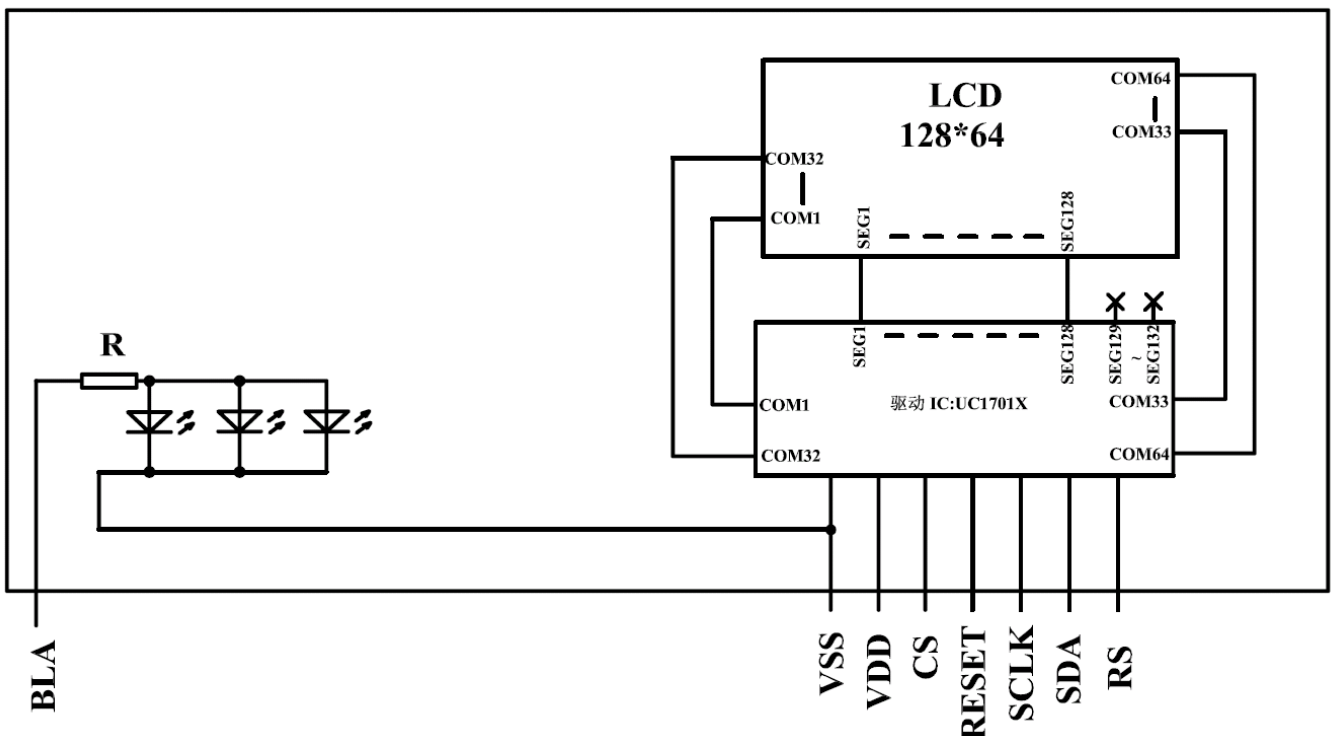 LCD
128*64
COM64
COM33
COM32
COM1
SEG1
SEG128
SEG1
SEG128
SEG129
~
SEG132
R
COM1
驱动 IC:UC1701X
COM33
COM32
COM64
BLA
VSS
VDD
CS
RESET
SCLK
SDA
RS